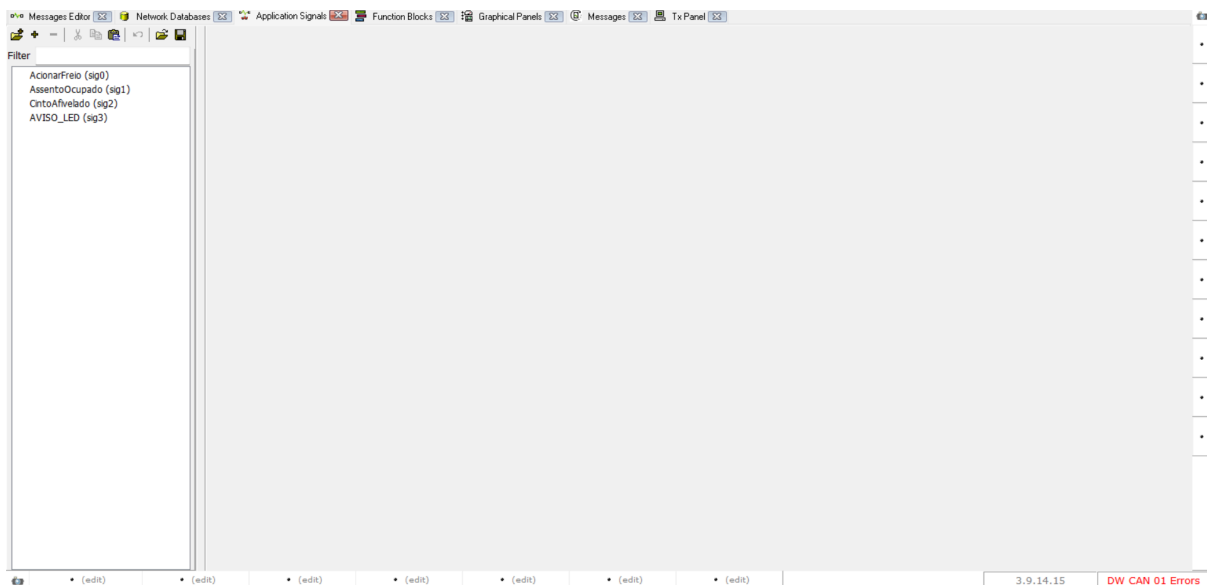 Messages Editor Network Databases Application Signals Function Blocks Graphical Panels Messages Tx Panel
Filter
AcionarFreio (sig0)
AssentoOcupado (sig1)
CintoAfivelado (sig2)
AVISO_LED (sig3)
(edit) (edit) (edit) (edit) (edit) (edit) (edit) 3.9.14.15 DW CAN 01 Errors